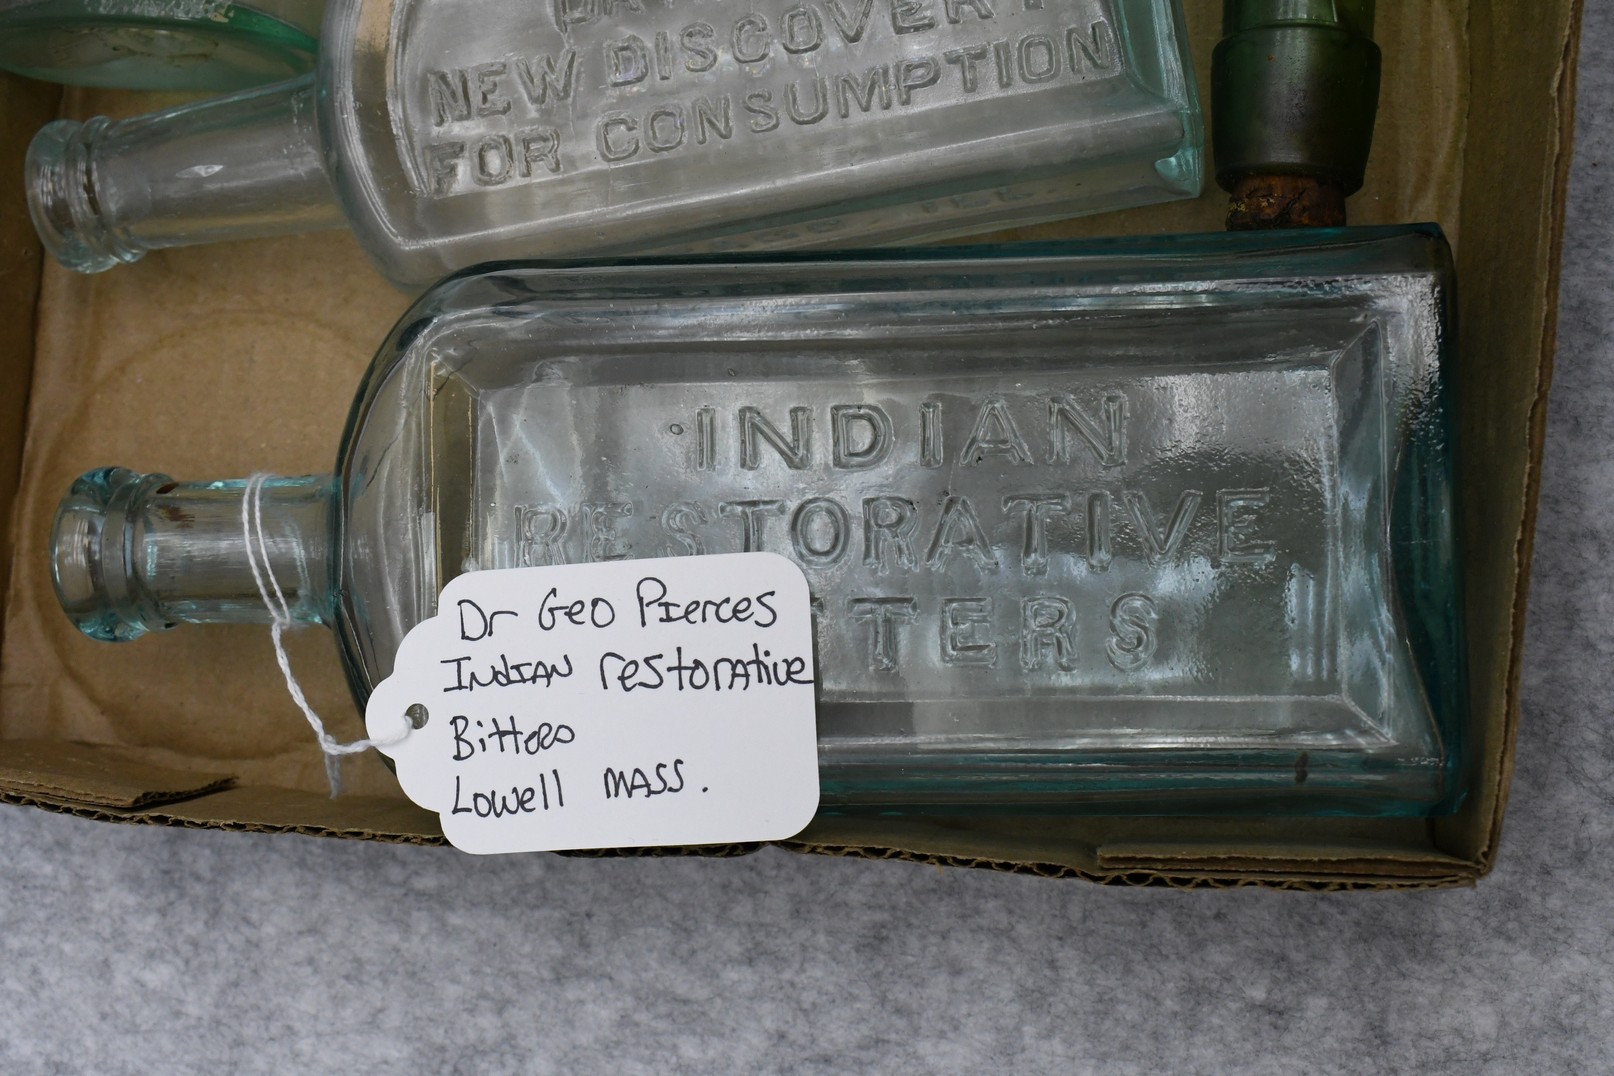 NEW DISCOVERY
FOR CONSUMPTION
INDIAN
RESTORATIVE
TERS
Dr Geo Pierces
INDIAN restorative
Bitters
Lowell MASS.